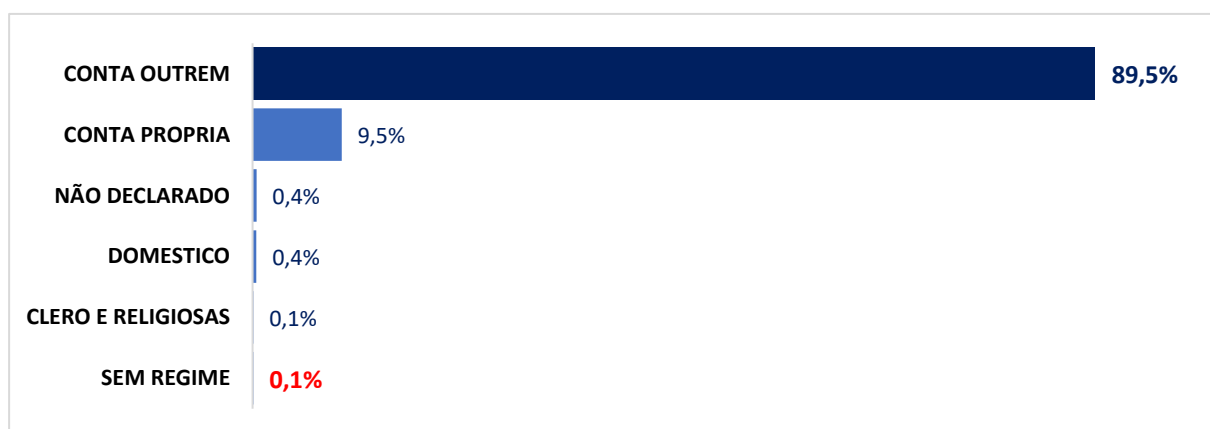 CONTA OUTREM 89,5%
CONTA PROPRIA 9,5%
NÃO DECLARADO 0,4%
DOMESTICO 0,4%
CLERO E RELIGIOSAS 0,1%
SEM REGIME 0,1%